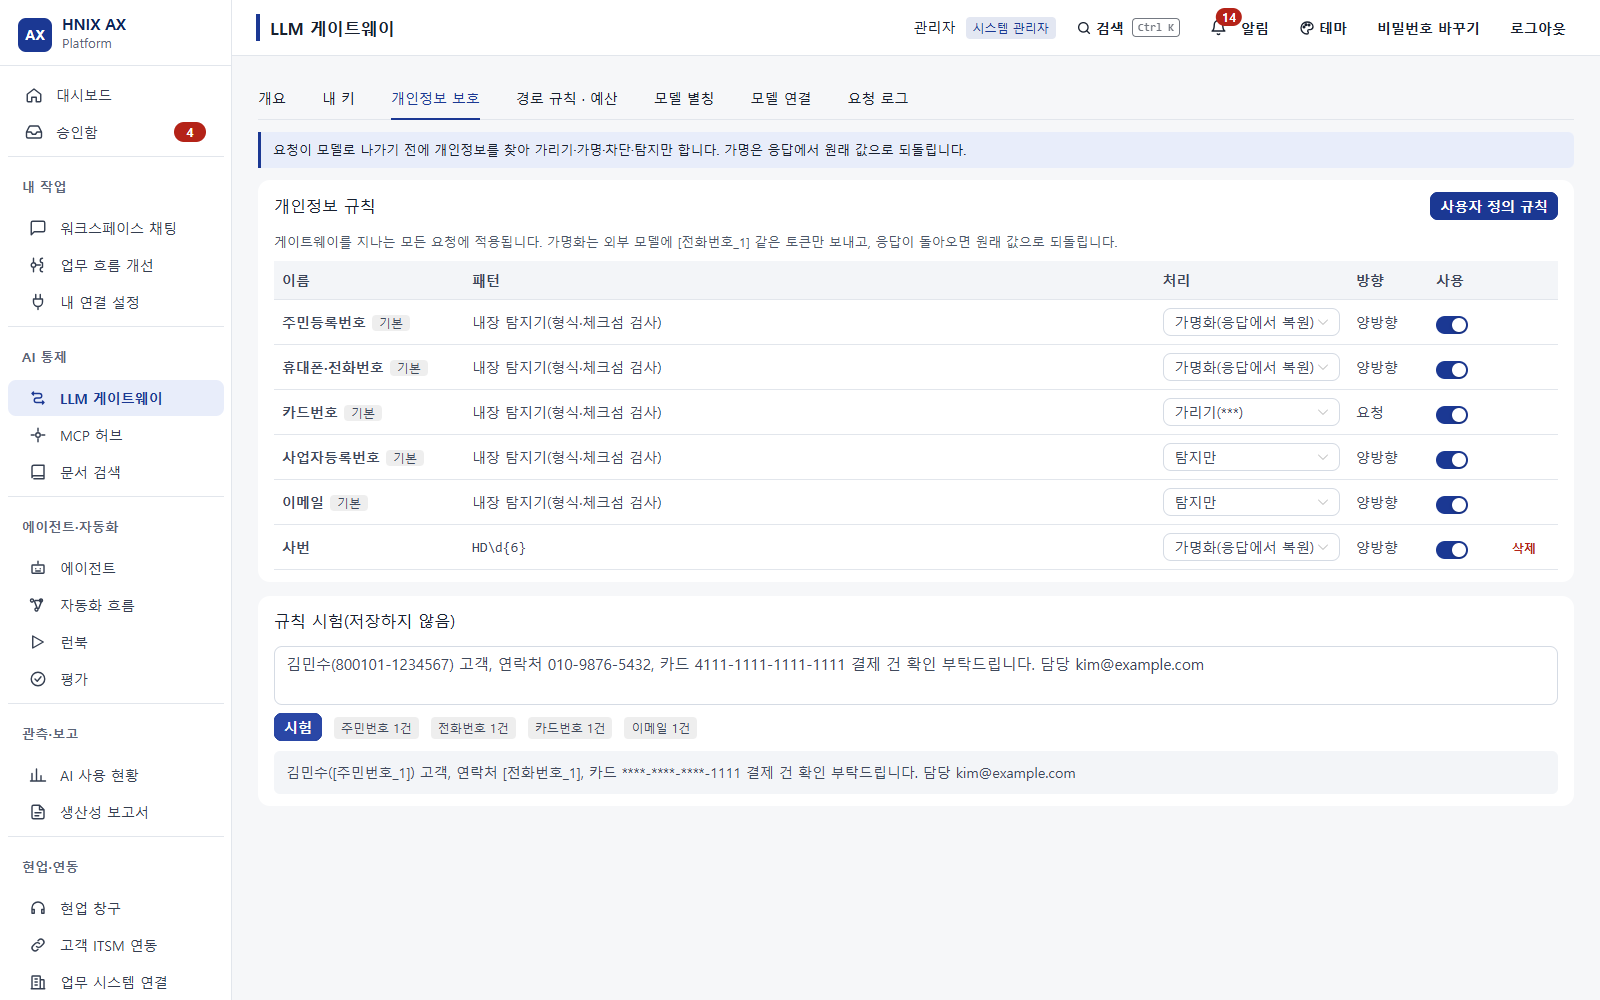 AX
HNIX AX
Platform
대시보드
승인함 4
내 작업
워크스페이스 채팅
업무 흐름 개선
내 연결 설정
AI 통제
LLM 게이트웨이
MCP 허브
문서 검색
에이전트·자동화
에이전트
자동화 흐름
런북
평가
관측·보고
AI 사용 현황
생산성 보고서
현업·연동
현업 창구
고객 ITSM 연동
업무 시스템 연결
LLM 게이트웨이
관리자 시스템 관리자 검색 Ctrl K 14 알림 테마 비밀번호 바꾸기 로그아웃
개요 내 키 개인정보 보호 경로 규칙 · 예산 모델 별칭 모델 연결 요청 로그
요청이 모델로 나가기 전에 개인정보를 찾아 가리기·가명·차단·탐지만 합니다. 가명은 응답에서 원래 값으로 되돌립니다.
개인정보 규칙 사용자 정의 규칙
게이트웨이를 지나는 모든 요청에 적용됩니다. 가명화는 외부 모델에 [전화번호_1] 같은 토큰만 보내고, 응답이 돌아오면 원래 값으로 되돌립니다.
이름 패턴 처리 방향 사용
주민등록번호 기본 내장 탐지기(형식·체크섬 검사) 가명화(응답에서 복원) 양방향
휴대폰·전화번호 기본 내장 탐지기(형식·체크섬 검사) 가명화(응답에서 복원) 양방향
카드번호 기본 내장 탐지기(형식·체크섬 검사) 가리기(***) 요청
사업자등록번호 기본 내장 탐지기(형식·체크섬 검사) 탐지만 양방향
이메일 기본 내장 탐지기(형식·체크섬 검사) 탐지만 양방향
사번 HD\d{6} 가명화(응답에서 복원) 양방향 삭제
규칙 시험(저장하지 않음)
김민수(800101-1234567) 고객, 연락처 010-9876-5432, 카드 4111-1111-1111-1111 결제 건 확인 부탁드립니다. 담당 kim@example.com
시험 주민번호 1건 전화번호 1건 카드번호 1건 이메일 1건
김민수([주민번호_1]) 고객, 연락처 [전화번호_1], 카드 ****-****-****-1111 결제 건 확인 부탁드립니다. 담당 kim@example.com